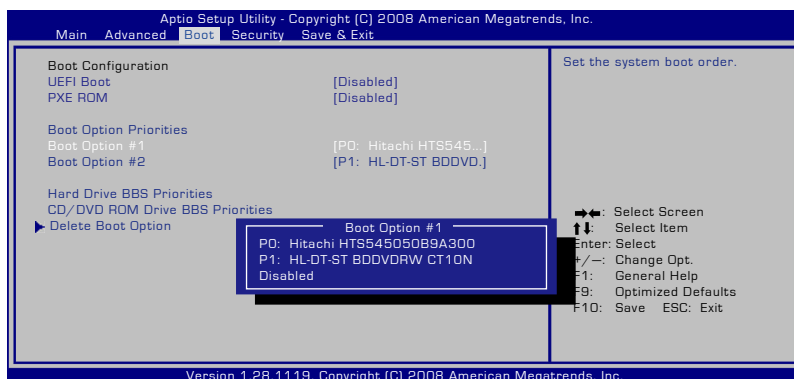 Aptio Setup Utility - Copyright (C) 2008 American Megatrends, Inc.
Main Advanced Boot Security Save & Exit
Boot Configuration
UEFI Boot [Disabled]
PXE ROM [Disabled]
Boot Option Priorities
Boot Option #1 [P0: Hitachi HTS545...]
Boot Option #2 [P1: HL-DT-ST BDDVD.]
Hard Drive BBS Priorities
CD/DVD ROM Drive BBS Priorities
Delete Boot Option
Boot Option #1
P0: Hitachi HTS545050B9A300
P1: HL-DT-ST BDDVDRW CT10N
Disabled
Set the system boot order.
→←: Select Screen
↑↓: Select Item
Enter: Select
+/—: Change Opt.
F1: General Help
F9: Optimized Defaults
F10: Save ESC: Exit
Version 1.28.1119. Copyright (C) 2008 American Megatrends, Inc.